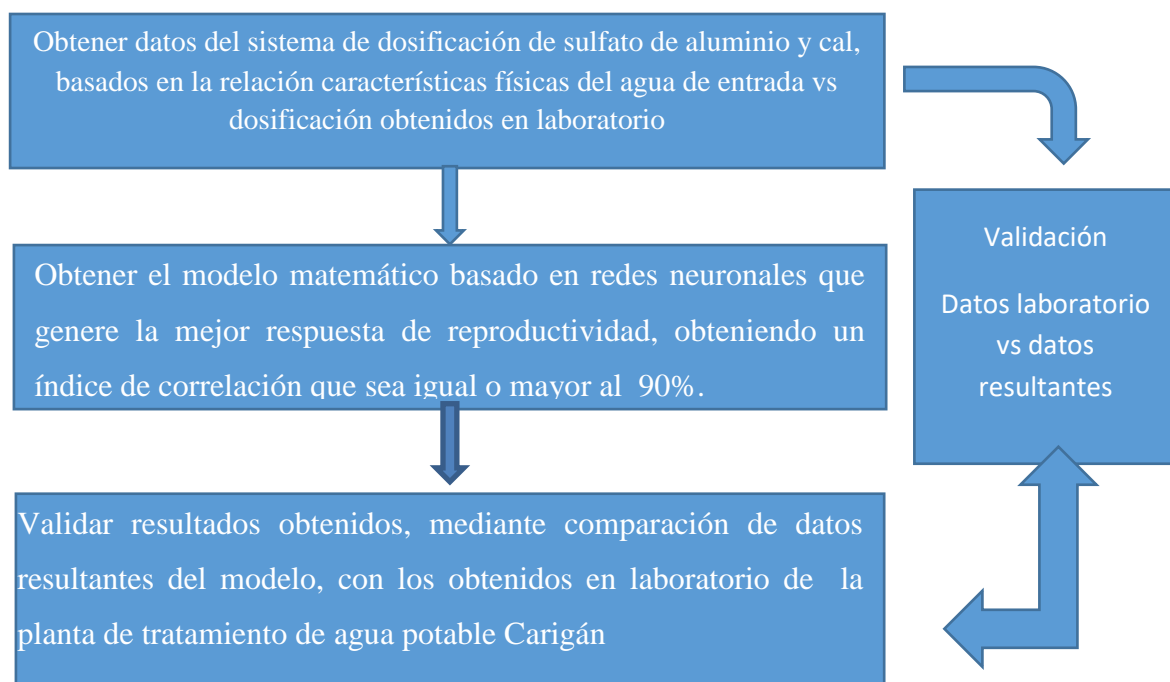 Obtener datos del sistema de dosificación de sulfato de aluminio y cal,
basados en la relación características físicas del agua de entrada vs
dosificación obtenidos en laboratorio
Obtener el modelo matemático basado en redes neuronales que
genere la mejor respuesta de reproductividad, obteniendo un
índice de correlación que sea igual o mayor al 90%.
Validar resultados obtenidos, mediante comparación de datos
resultantes del modelo, con los obtenidos en laboratorio de la
planta de tratamiento de agua potable Carigán
Validación
Datos laboratorio
vs datos
resultantes